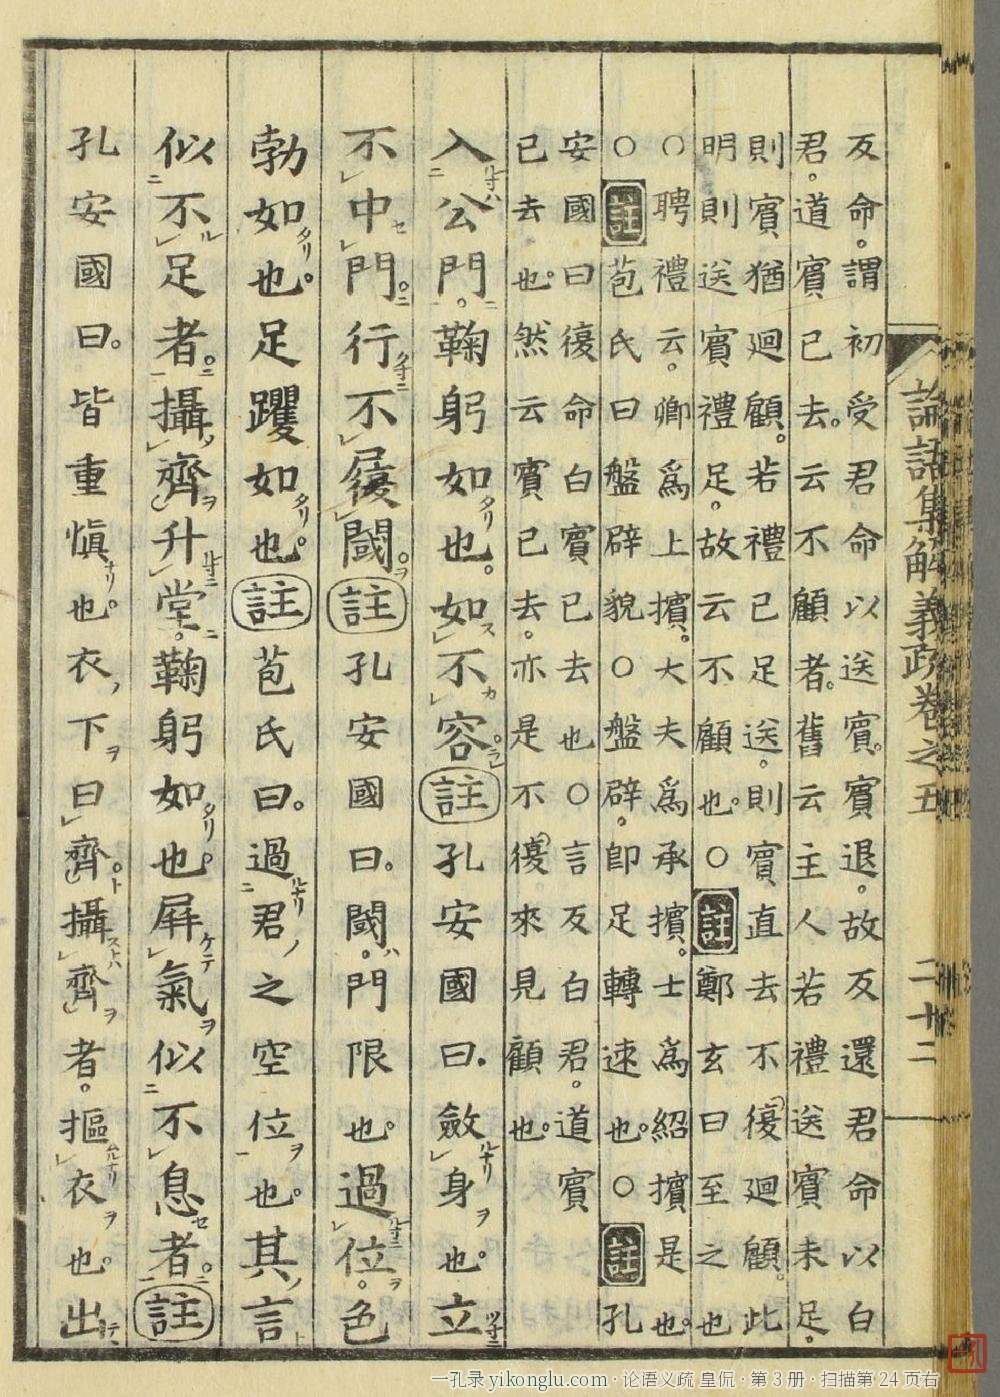 論語集解義疏卷之五 二十二
反命。謂初受君命以送賓。賓退。故反還君命以白
君。道賓已去。云不顧者。舊云主人若禮送賓未足。
則賓猶迴顧。若禮已足送。則賓直去不復迴顧。此
明則送賓禮足。故云不顧也。○註鄭玄曰至之也
○聘禮云。卿爲上擯。大夫爲承擯。士爲紹擯是也。
○註苞氏曰盤辟貌○盤辟。即足轉速也。○註孔
安國曰復命白賓已去也○言反白君。道賓
已去也。然云賓已去。亦是不復來見顧也。
入公門。鞠躬如也。如不容。註孔安國曰。斂身也。立
不中門。行不履閾。註孔安國曰。閾。門限也。過位。色
勃如也。足躩如也。註苞氏曰。過君之空位也。其言
似不足者。攝齊升堂。鞠躬如也。屏氣似不息者。註
孔安國曰。皆重慎也。衣下曰齊。攝齊者。摳衣也。出
一孔录 yikonglu.com · 论语义疏 皇侃 · 第 3 册 · 扫描第 24 页右